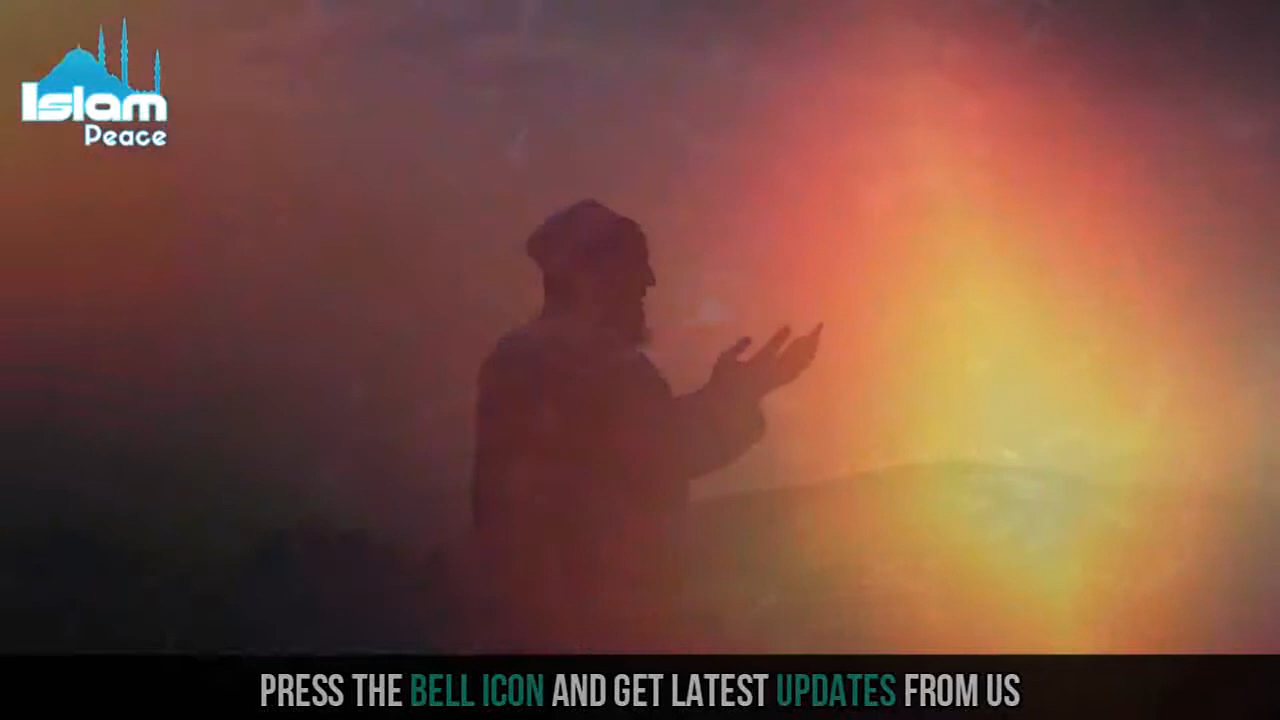 Islam
Peace
PRESS THE BELL ICON AND GET LATEST UPDATES FROM US